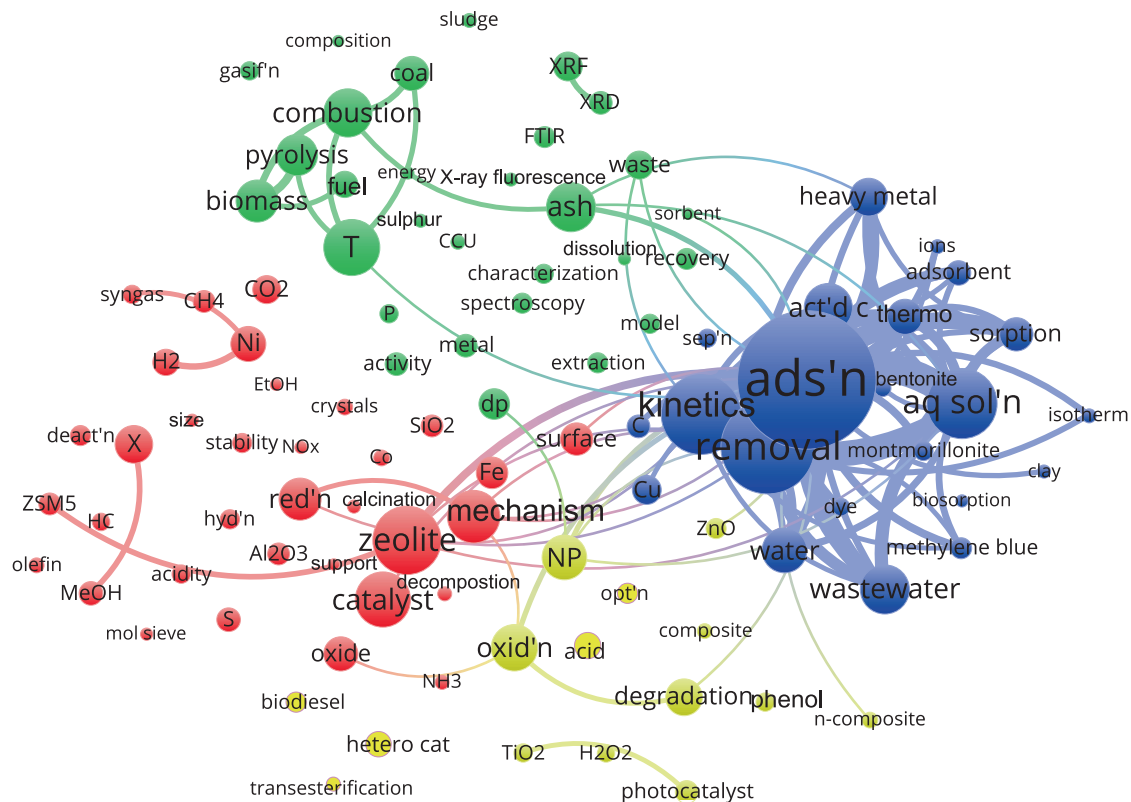 sludge
composition
gasif'n
coal
XRF
XRD
combustion
FTIR
pyrolysis
waste
energy
X-ray fluorescence
fuel
biomass
ash
heavy metal
sorbent
sulphur
T
CCU
dissolution
recovery
ions
adsorbent
characterization
CO2
syngas
CH4
spectroscopy
act'd c
thermo
P
model
sorption
Ni
metal
sep'n
H2
activity
extraction
ads'n
bentonite
EtOH
dp
kinetics
aq sol'n
crystals
isotherm
size
SiO2
deact'n
X
stability
NOx
surface
C
removal
montmorillonite
Co
Fe
clay
ZSM5
red'n
calcination
Cu
biosorption
HC
hyd'n
mechanism
dye
zeolite
ZnO
methylene blue
Al2O3
NP
water
olefin
acidity
support
decompostion
MeOH
catalyst
opt'n
wastewater
mol sieve
S
composite
oxide
oxid'n
acid
NH3
biodiesel
degradation
phenol
n-composite
hetero cat
TiO2
H2O2
transesterification
photocatalyst